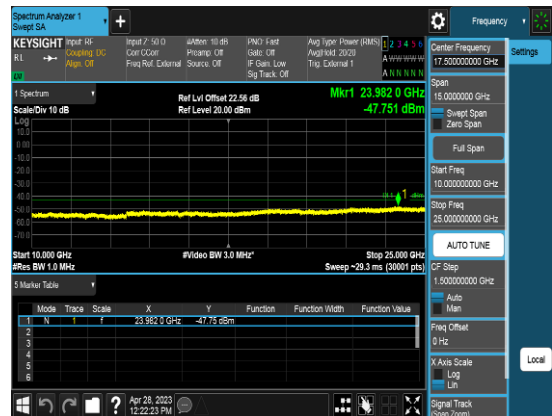 Spectrum Analyzer 1
Swept SA
Frequency
KEYSIGHT
Input: RF
Coupling: DC
Align: Off
Input Z: 50 Ω
Corr CCorr
Freq Ref: External
#Atten: 10 dB
Preamp: Off
Source: Off
PNO: Fast
Gate: Off
IF Gain: Low
Sig Track: Off
Avg Type: Power (RMS)
Avg|Hold: 20/20
Trig: External 1
1 2 3 4 5 6
A W W W W W
A N N N N N
R L
LV
1 Spectrum
Scale/Div 10 dB
Ref Lvl Offset 22.56 dB
Ref Level 20.00 dBm
Mkr1 23.982 0 GHz
-47.751 dBm
Log
10.0
0.00
-10.0
-20.0
-30.0
-40.0
-50.0
-60.0
-70.0
1
Start 10.000 GHz
#Res BW 1.0 MHz
#Video BW 3.0 MHz*
Stop 25.000 GHz
Sweep ~29.3 ms (30001 pts)
5 Marker Table
Mode Trace Scale X Y Function Function Width Function Value
1 N 1 f 23.982 0 GHz -47.75 dBm
2
3
4
5
6
Apr 28, 2023
12:22:23 PM
Center Frequency
17.500000000 GHz
Settings
Span
15.0000000 GHz
Swept Span
Zero Span
Full Span
Start Freq
10.000000000 GHz
Stop Freq
25.000000000 GHz
AUTO TUNE
CF Step
1.500000000 GHz
Auto
Man
Freq Offset
0 Hz
X Axis Scale
Log
Lin
Local
Signal Track
(Span Zoom)